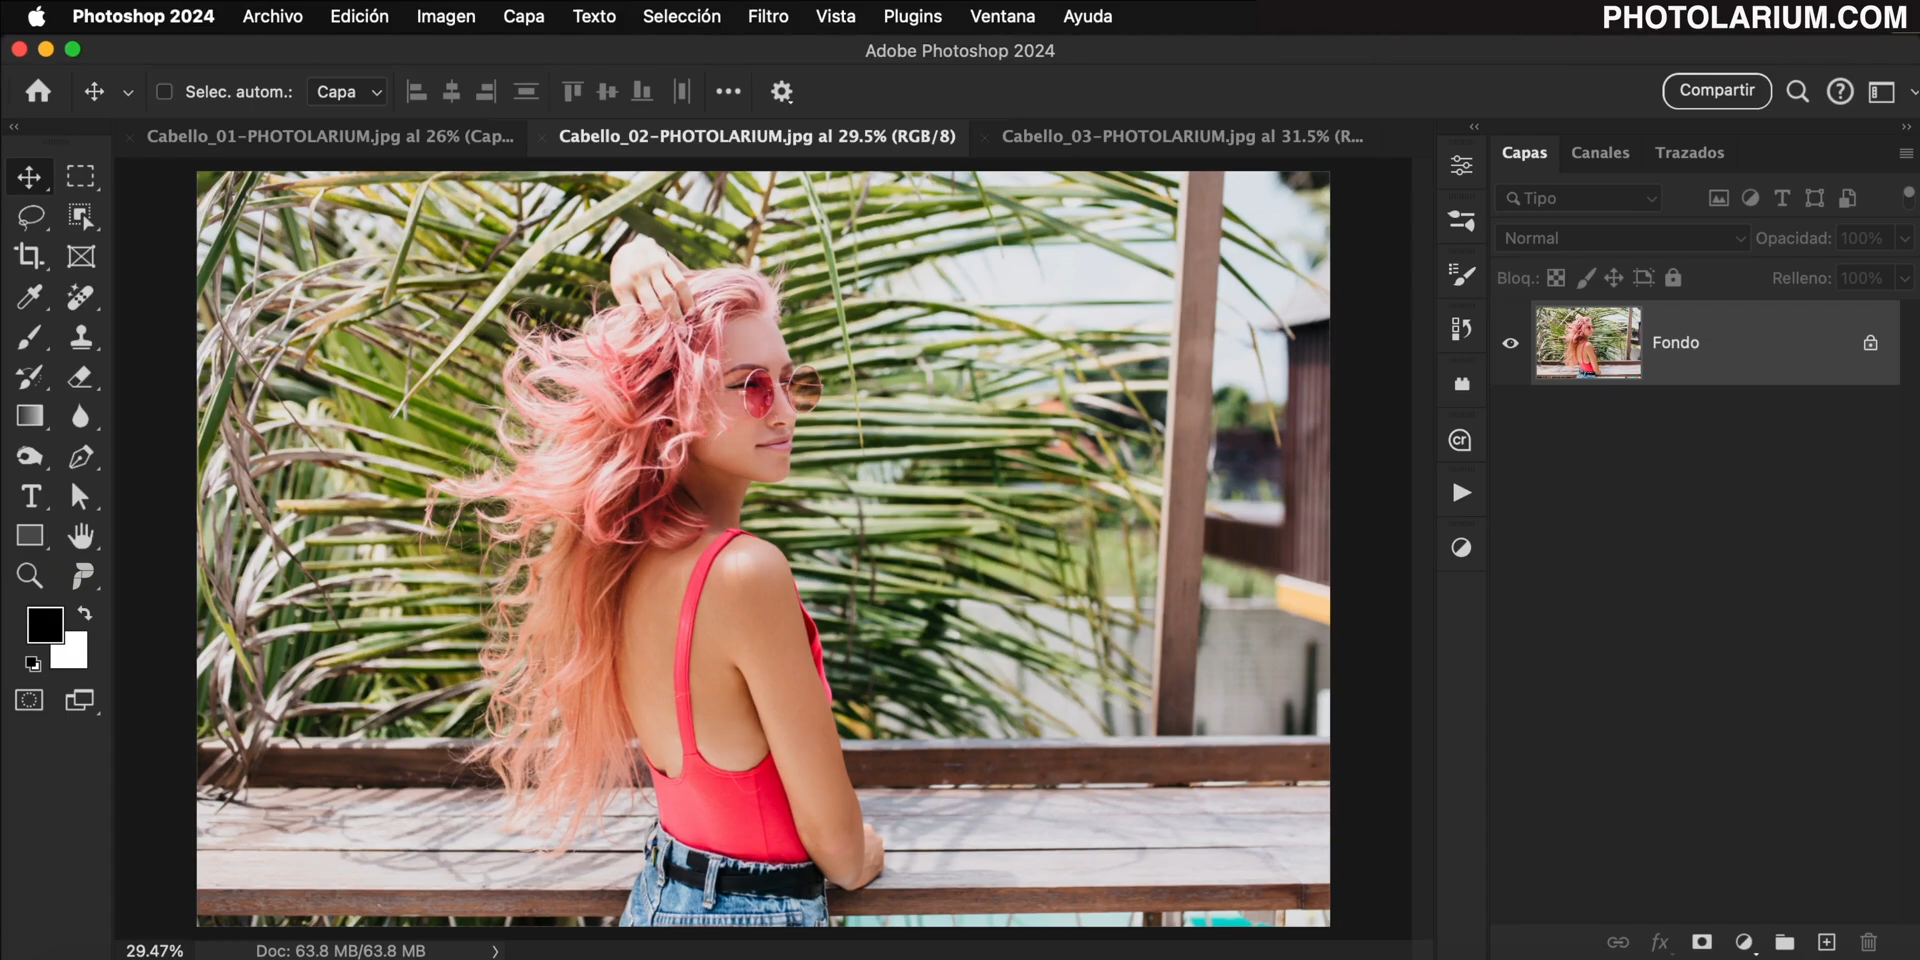 Photoshop 2024 Archivo Edición Imagen Capa Texto Selección Filtro Vista Plugins Ventana Ayuda PHOTOLARIUM.COM
Adobe Photoshop 2024
Selec. autom.: Capa Compartir
Cabello_01-PHOTOLARIUM.jpg al 26% (Cap... Cabello_02-PHOTOLARIUM.jpg al 29.5% (RGB/8) Cabello_03-PHOTOLARIUM.jpg al 31.5% (R...
Capas Canales Trazados
Tipo
Normal Opacidad: 100%
Bloq.: Relleno: 100%
Fondo
cr
fx
29.47% Doc: 63.8 MB/63.8 MB